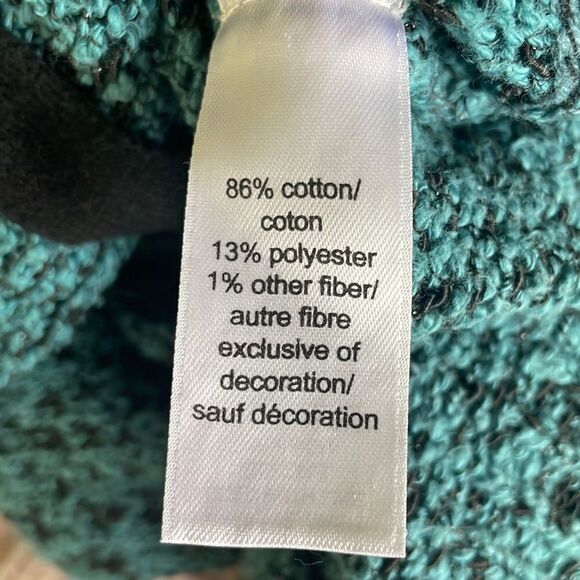 86% cotton/
coton
13% polyester
1% other fiber/
autre fibre
exclusive of
decoration/
sauf décoration